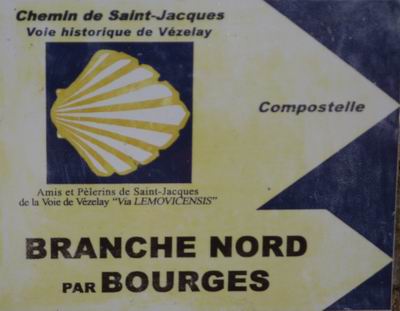 Chemin de Saint-Jacques
Voie historique de Vézelay
Compostelle
Amis et Pèlerins de Saint-Jacques
de la Voie de Vézelay "Via LEMOVICENSIS"
BRANCHE NORD
PAR BOURGES